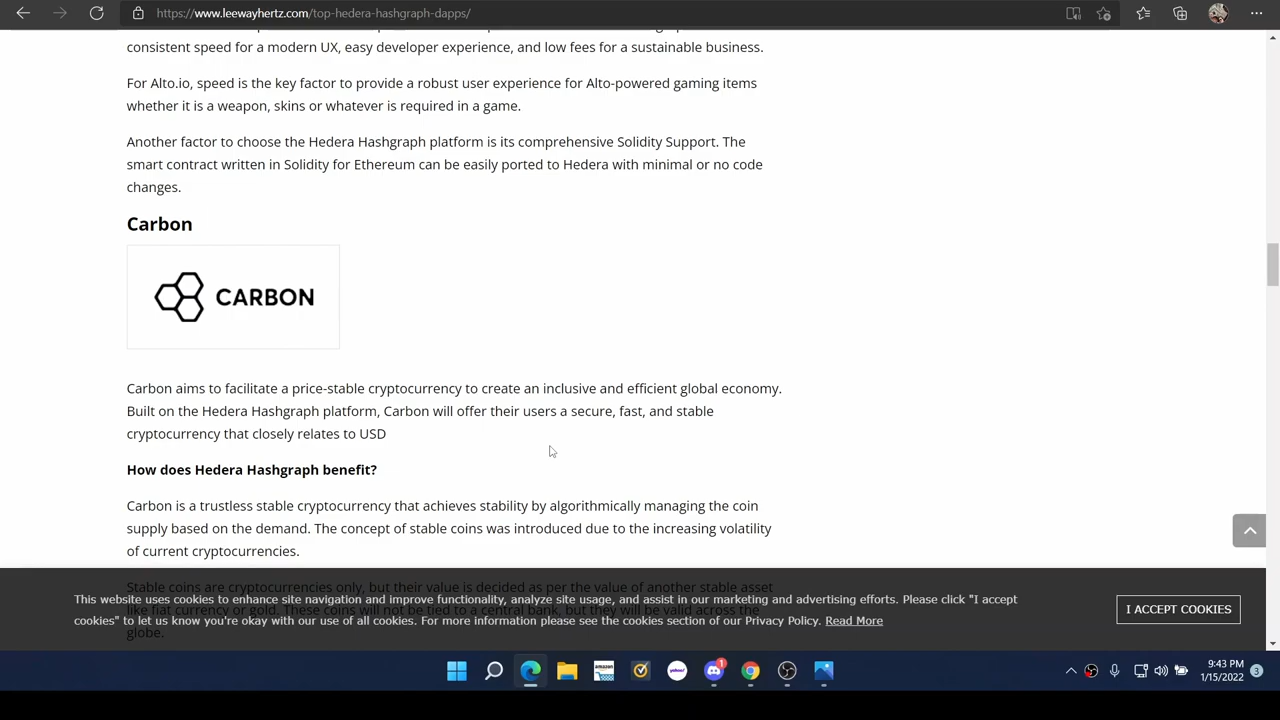 https://www.leewayhertz.com/top-hedera-hashgraph-dapps/
consistent speed for a modern UX, easy developer experience, and low fees for a sustainable business.
For Alto.io, speed is the key factor to provide a robust user experience for Alto-powered gaming items
whether it is a weapon, skins or whatever is required in a game.
Another factor to choose the Hedera Hashgraph platform is its comprehensive Solidity Support. The
smart contract written in Solidity for Ethereum can be easily ported to Hedera with minimal or no code
changes.
Carbon
CARBON
Carbon aims to facilitate a price-stable cryptocurrency to create an inclusive and efficient global economy.
Built on the Hedera Hashgraph platform, Carbon will offer their users a secure, fast, and stable
cryptocurrency that closely relates to USD
How does Hedera Hashgraph benefit?
Carbon is a trustless stable cryptocurrency that achieves stability by algorithmically managing the coin
supply based on the demand. The concept of stable coins was introduced due to the increasing volatility
of current cryptocurrencies.
Stable coins are cryptocurrencies only, but their value is decided as per the value of another stable asset
like fiat currency or gold. These coins will not be tied to a central bank, but they will be valid across the
globe.
This website uses cookies to enhance site navigation and improve functionality, analyze site usage, and assist in our marketing and advertising efforts. Please click "I accept
cookies" to let us know you're okay with our use of all cookies. For more information please see the cookies section of our Privacy Policy. Read More
I ACCEPT COOKIES
amazon
yahoo!
1
9:43 PM
1/15/2022
3